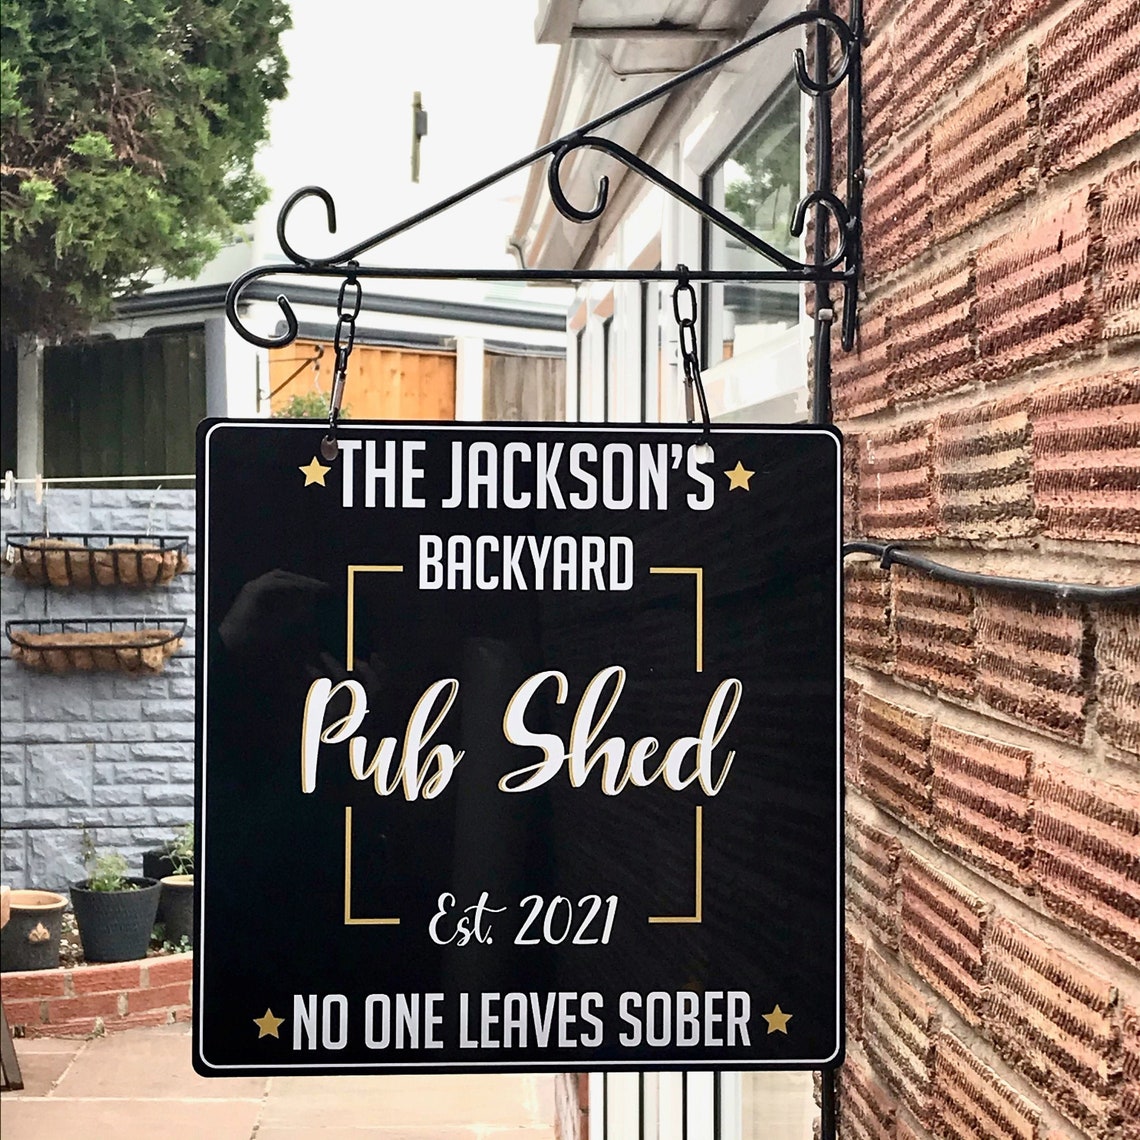 THE JACKSON'S
BACKYARD
Pub Shed
Est. 2021
NO ONE LEAVES SOBER